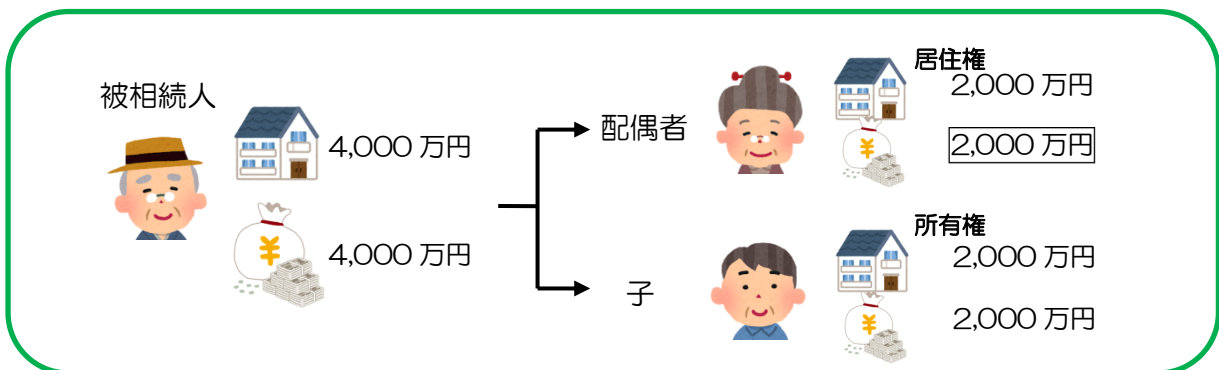 被相続人
4,000 万円
¥
4,000 万円
配偶者
居住権
2,000 万円
¥
2,000 万円
子
所有権
2,000 万円
¥
2,000 万円